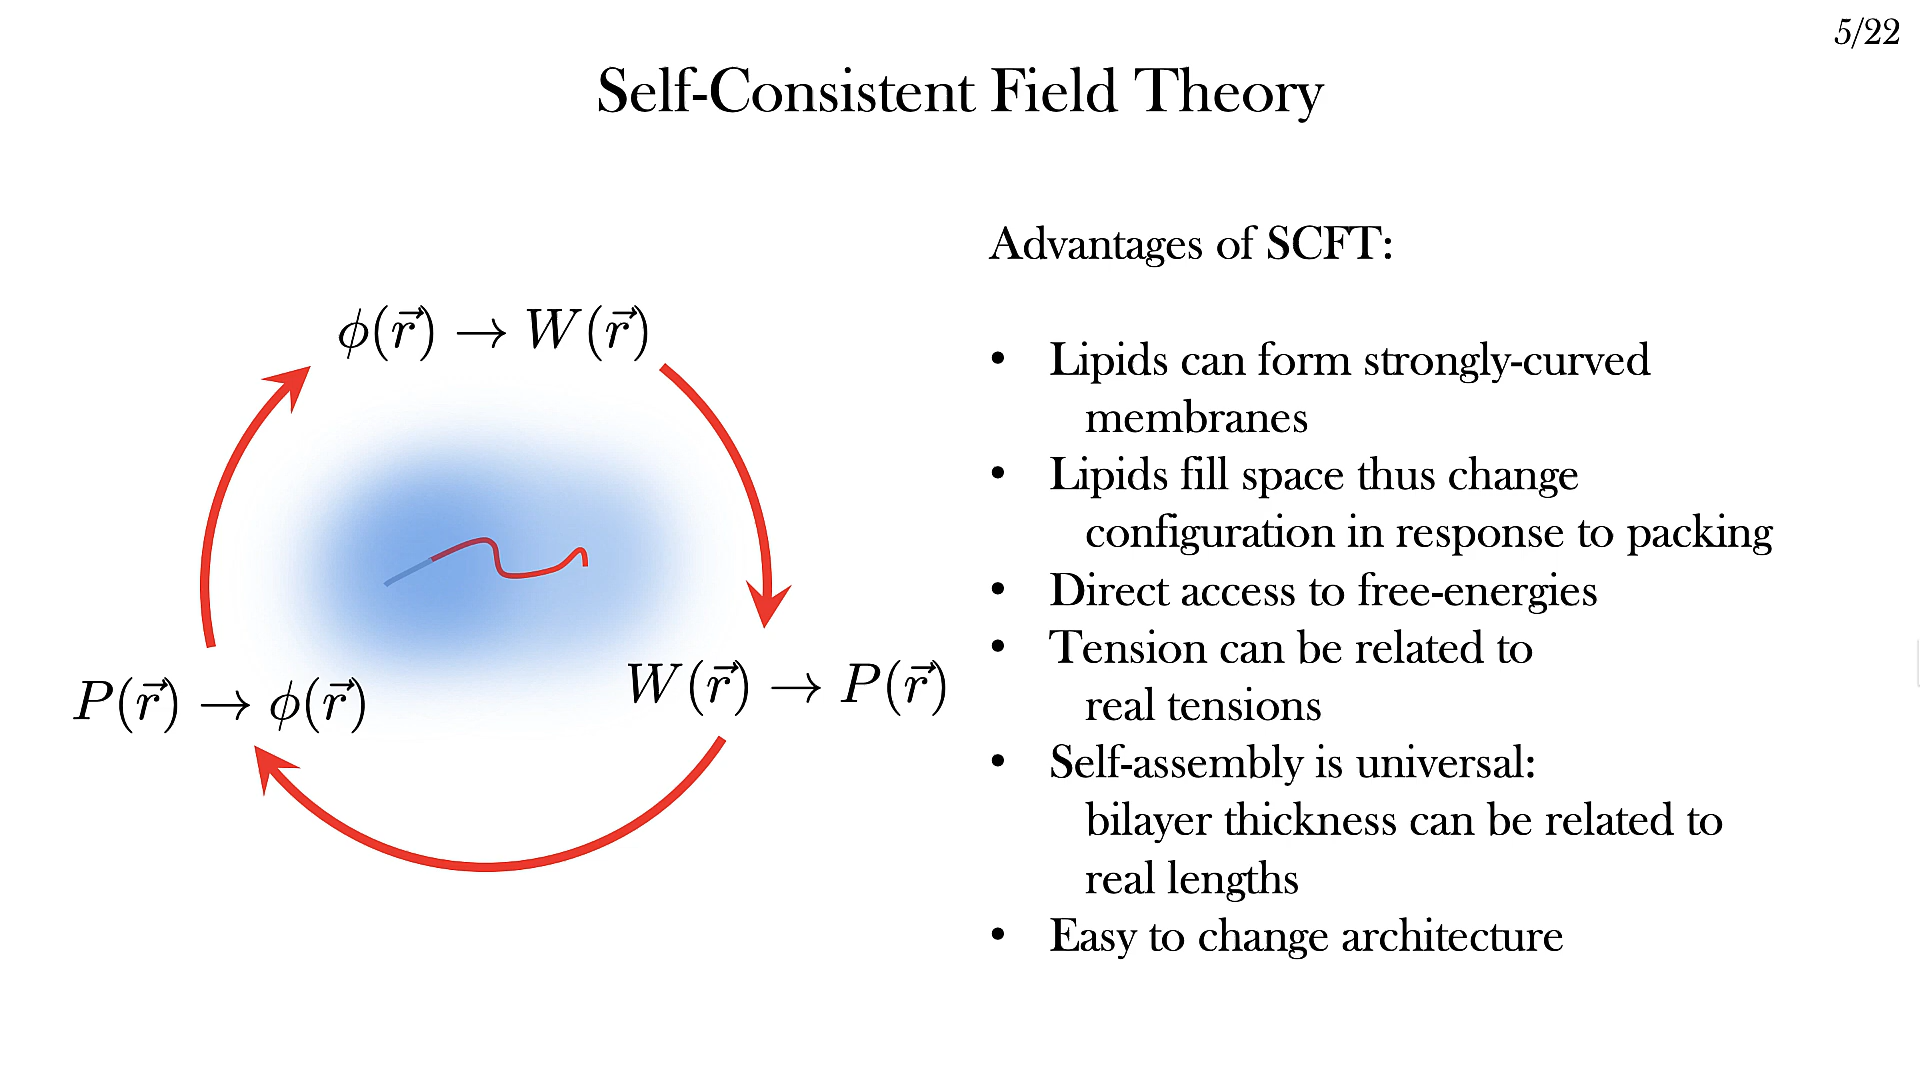 5/22
Self-Consistent Field Theory
Advantages of SCFT:
ϕ(r⃗) → W(r⃗)
W(r⃗) → P(r⃗)
P(r⃗) → ϕ(r⃗)
• Lipids can form strongly-curved
membranes
• Lipids fill space thus change
configuration in response to packing
• Direct access to free-energies
• Tension can be related to
real tensions
• Self-assembly is universal:
bilayer thickness can be related to
real lengths
• Easy to change architecture